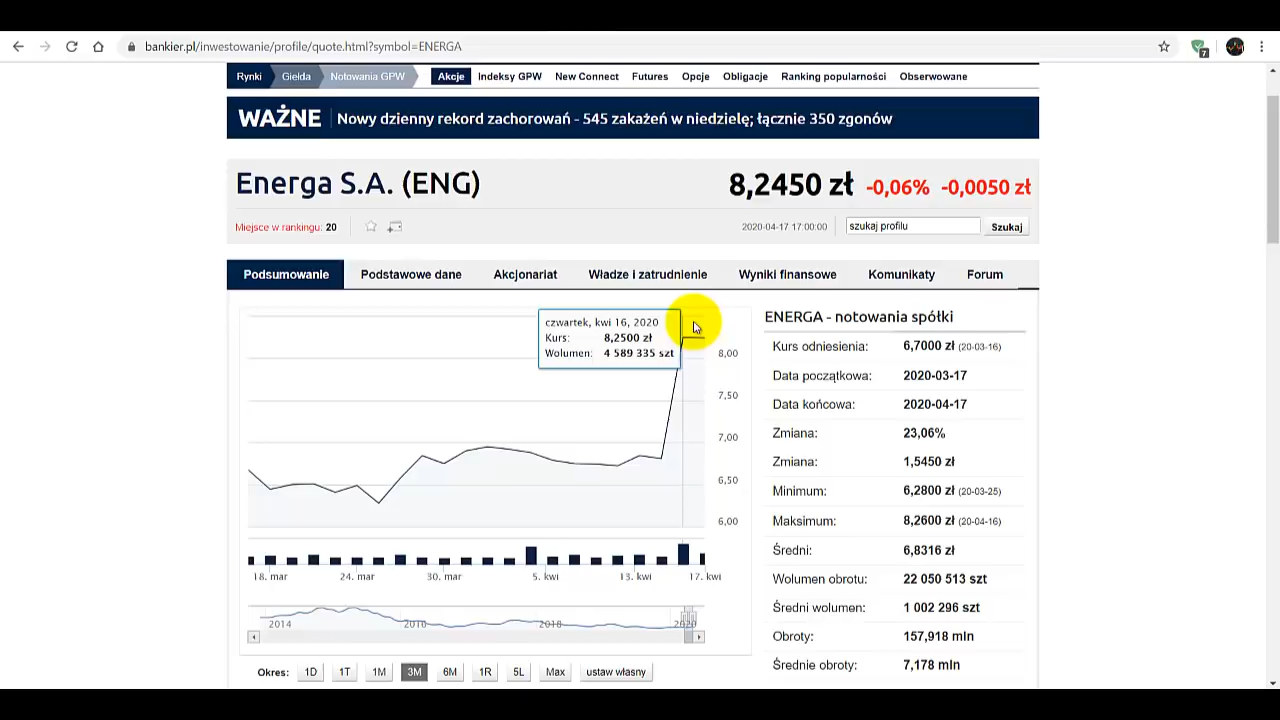 bankier.pl/inwestowanie/profile/quote.html?symbol=ENERGA
7
Rynki Giełda Notowania GPW Akcje Indeksy GPW New Connect Futures Opcje Obligacje Ranking popularności Obserwowane
WAŻNE Nowy dzienny rekord zachorowań - 545 zakażeń w niedzielę; łącznie 350 zgonów
Energa S.A. (ENG) 8,2450 zł -0,06% -0,0050 zł
Miejsce w rankingu: 20 2020-04-17 17:00:00 szukaj profilu Szukaj
Podsumowanie Podstawowe dane Akcjonariat Władze i zatrudnienie Wyniki finansowe Komunikaty Forum
czwartek, kwi 16, 2020
Kurs: 8,2500 zł
Wolumen: 4 589 335 szt
8,00
7,50
7,00
6,50
6,00
18. mar 24. mar 30. mar 5. kwi 13. kwi 17. kwi
2014 2016 2018 2020
Okres: 1D 1T 1M 3M 6M 1R 5L Max ustaw własny
ENERGA - notowania spółki
Kurs odniesienia: 6,7000 zł (20-03-16)
Data początkowa: 2020-03-17
Data końcowa: 2020-04-17
Zmiana: 23,06%
Zmiana: 1,5450 zł
Minimum: 6,2800 zł (20-03-25)
Maksimum: 8,2600 zł (20-04-16)
Średni: 6,8316 zł
Wolumen obrotu: 22 050 513 szt
Średni wolumen: 1 002 296 szt
Obroty: 157,918 mln
Średnie obroty: 7,178 mln